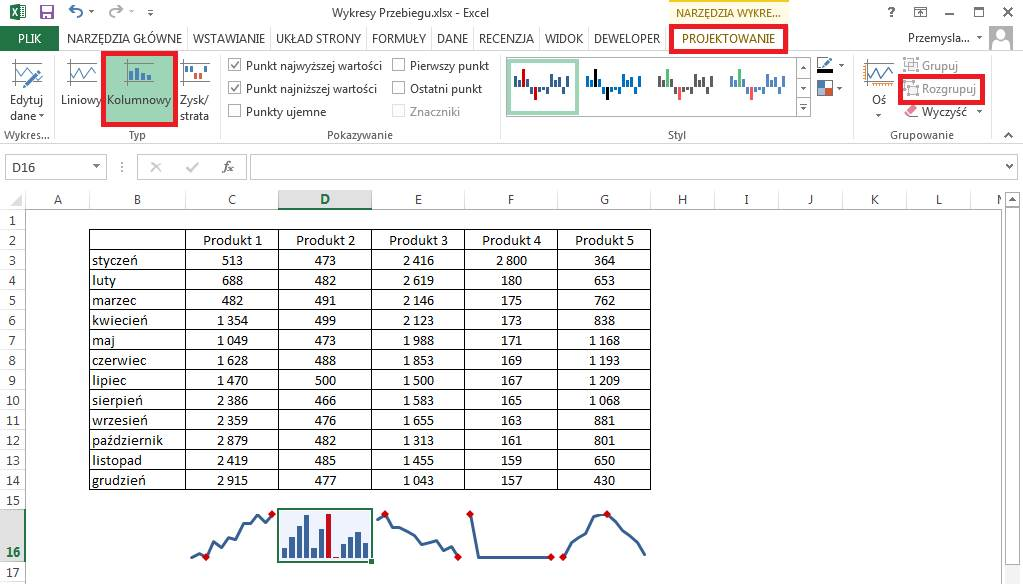 Wykresy Przebiegu.xlsx - Excel
NARZĘDZIA WYKRE...
?
PLIK NARZĘDZIA GŁÓWNE WSTAWIANIE UKŁAD STRONY FORMUŁY DANE RECENZJA WIDOK DEWELOPER PROJEKTOWANIE Przemysła...
Edytuj dane
Liniowy Kolumnowy Zysk/strata
Punkt najwyższej wartości Pierwszy punkt
Punkt najniższej wartości Ostatni punkt
Punkty ujemne Znaczniki
Oś
Grupuj
Rozgrupuj
Wyczyść
Wykres... Typ Pokazywanie Styl Grupowanie
D16 fx
A B C D E F G H I J K L
1
2 Produkt 1 Produkt 2 Produkt 3 Produkt 4 Produkt 5
3 styczeń 513 473 2 416 2 800 364
4 luty 688 482 2 619 180 653
5 marzec 482 491 2 146 175 762
6 kwiecień 1 354 499 2 123 173 838
7 maj 1 049 473 1 988 171 1 168
8 czerwiec 1 628 488 1 853 169 1 193
9 lipiec 1 470 500 1 500 167 1 209
10 sierpień 2 386 466 1 583 165 1 068
11 wrzesień 2 359 476 1 655 163 881
12 październik 2 879 482 1 313 161 801
13 listopad 2 419 485 1 455 159 650
14 grudzień 2 915 477 1 043 157 430
15
16
17